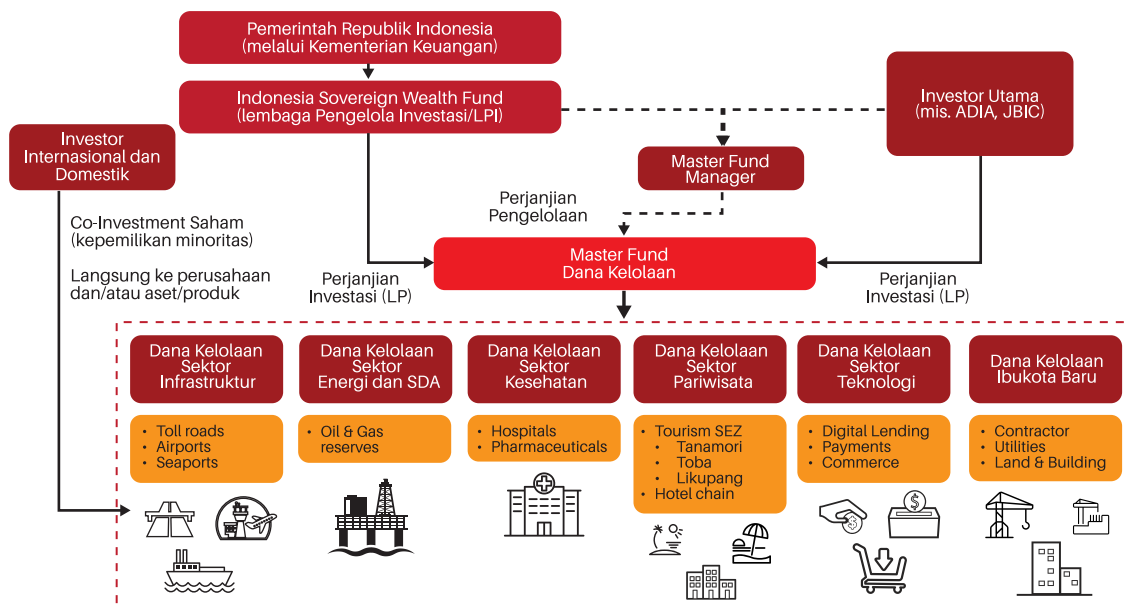 Pemerintah Republik Indonesia
(melalui Kementerian Keuangan)
Indonesia Sovereign Wealth Fund
(lembaga Pengelola Investasi/LPI)
Investor Utama
(mis. ADIA, JBIC)
Investor
Internasional dan
Domestik
Master Fund
Manager
Perjanjian
Pengelolaan
Co-Investment Saham
(kepemilikan minoritas)
Langsung ke perusahaan
dan/atau aset/produk
Master Fund
Dana Kelolaan
Perjanjian
Investasi (LP)
Perjanjian
Investasi (LP)
Dana Kelolaan
Sektor
Infrastruktur
• Toll roads
• Airports
• Seaports
Dana Kelolaan
Sektor
Energi dan SDA
• Oil & Gas
reserves
Dana Kelolaan
Sektor
Kesehatan
• Hospitals
• Pharmaceuticals
Dana Kelolaan
Sektor
Pariwisata
• Tourism SEZ
• Tanamori
• Toba
• Likupang
• Hotel chain
Dana Kelolaan
Sektor
Teknologi
• Digital Lending
• Payments
• Commerce
Dana Kelolaan
Ibukota Baru
• Contractor
• Utilities
• Land & Building